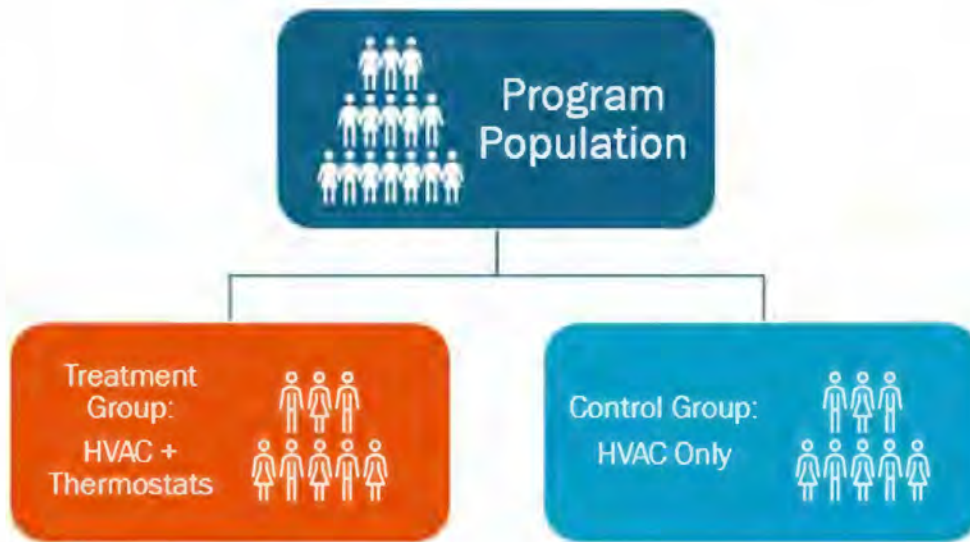 Program
Population
Treatment
Group:
HVAC +
Thermostats
Control Group:
HVAC Only